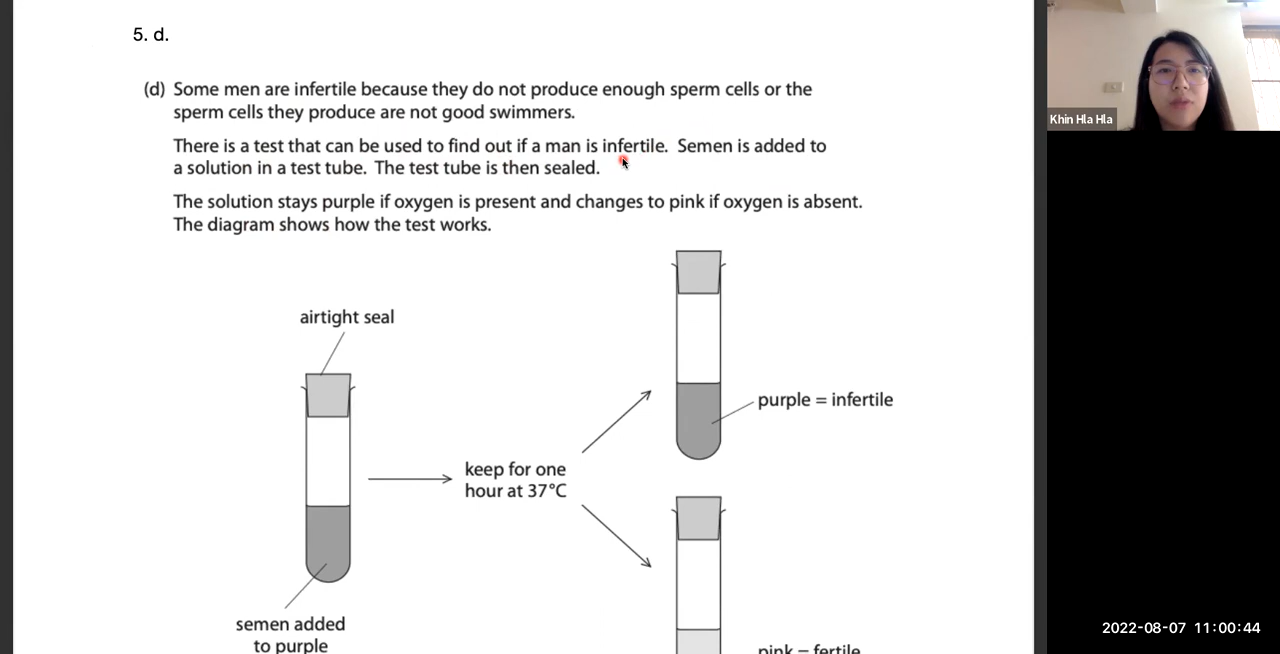 5. d.
(d) Some men are infertile because they do not produce enough sperm cells or the
sperm cells they produce are not good swimmers.
There is a test that can be used to find out if a man is infertile. Semen is added to
a solution in a test tube. The test tube is then sealed.
The solution stays purple if oxygen is present and changes to pink if oxygen is absent.
The diagram shows how the test works.
airtight seal
purple = infertile
keep for one
hour at 37°C
semen added
to purple
pink = fertile
Khin Hla Hla
2022-08-07 11:00:44